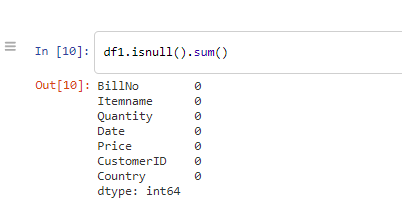 In [10]: df1.isnull().sum()
Out[10]: BillNo 0
Itemname 0
Quantity 0
Date 0
Price 0
CustomerID 0
Country 0
dtype: int64